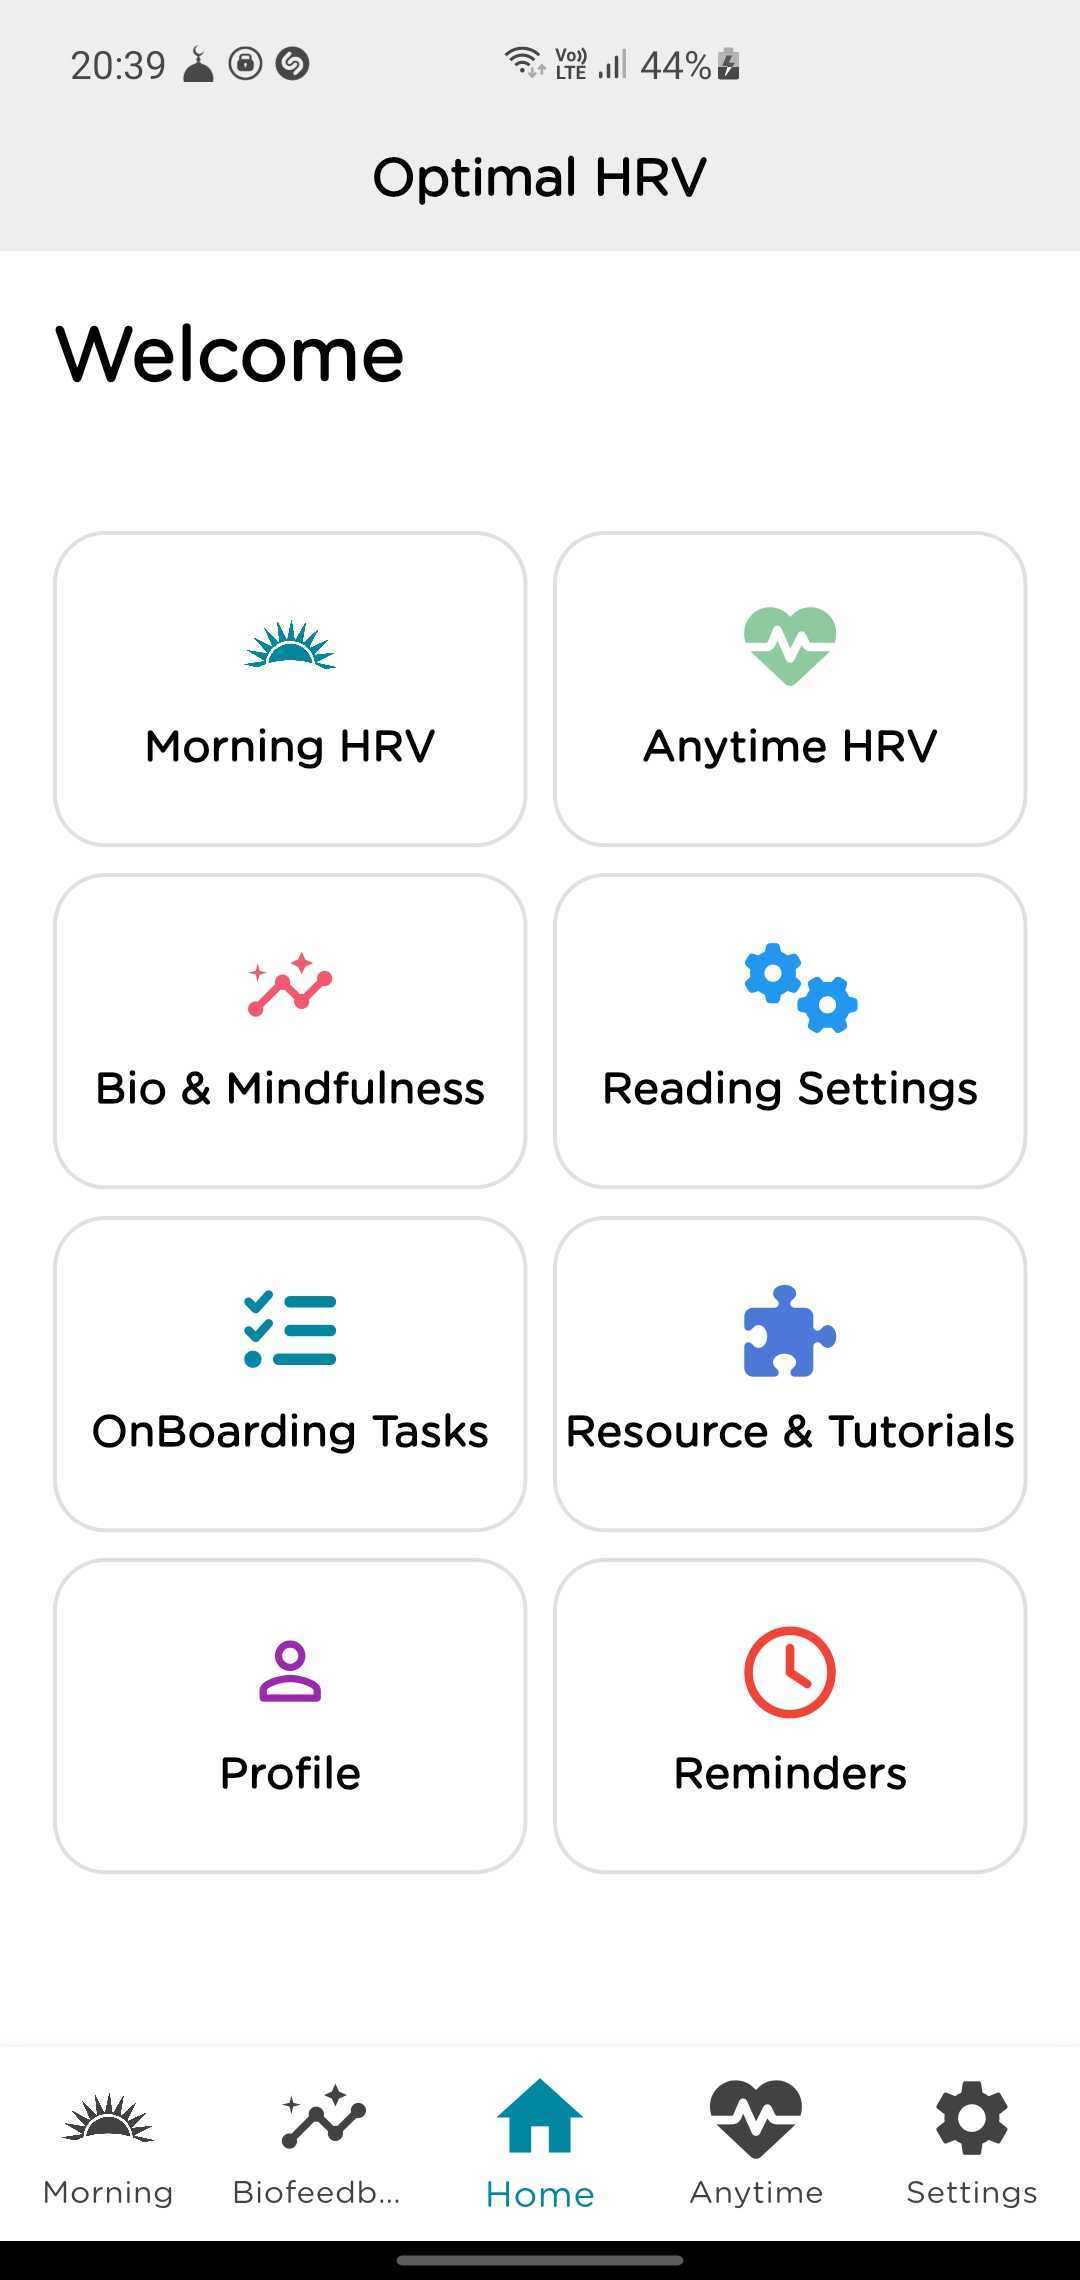 20:39 Vo)) LTE 44%
Optimal HRV
Welcome
Morning HRV
Anytime HRV
Bio & Mindfulness
Reading Settings
OnBoarding Tasks
Resource & Tutorials
Profile
Reminders
Morning
Biofeedb...
Home
Anytime
Settings